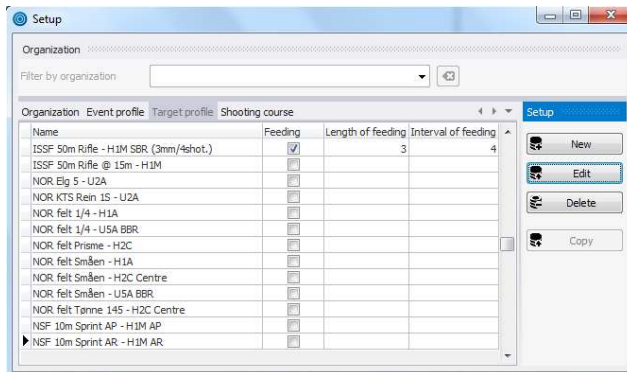 Setup
Organization
Filter by organization
Organization Event profile Target profile Shooting course
Setup
Name Feeding Length of feeding Interval of feeding
ISSF 50m Rifle - H1M SBR (3mm/4shot.) 3 4
New
ISSF 50m Rifle @ 15m - H1M
NOR Elg 5 - U2A
Edit
NOR KTS Rein 1S - U2A
NOR felt 1/4 - H1A
Delete
NOR felt 1/4 - U5A BBR
NOR felt Prisme - H2C
Copy
NOR felt Småen - H1A
NOR felt Småen - H2C Centre
NOR felt Småen - U5A BBR
NOR felt Tønne 145 - H2C Centre
NSF 10m Sprint AP - H1M AP
NSF 10m Sprint AR - H1M AR